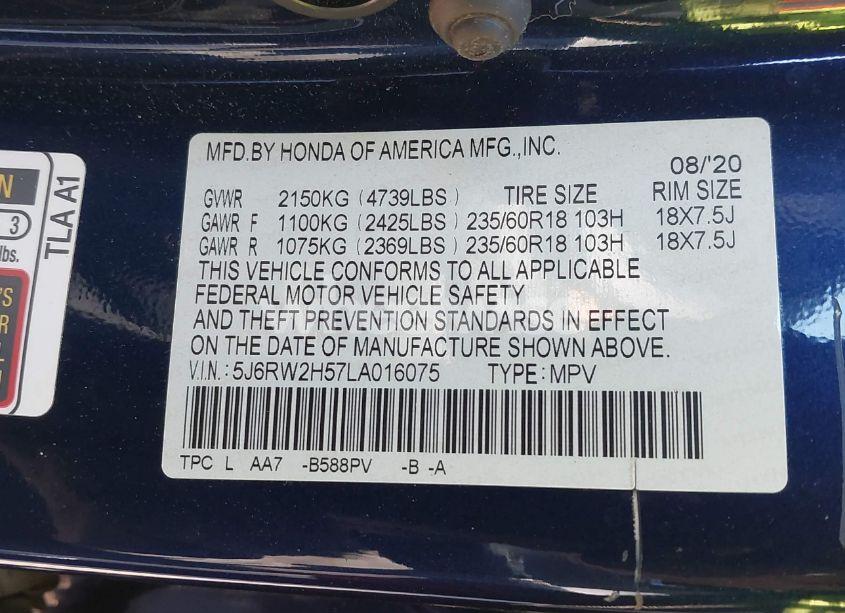 MFD.BY HONDA OF AMERICA MFG.,INC.
08/'20
GVWR 2150KG (4739LBS) TIRE SIZE RIM SIZE
GAWR F 1100KG (2425LBS) 235/60R18 103H 18X7.5J
GAWR R 1075KG (2369LBS) 235/60R18 103H 18X7.5J
THIS VEHICLE CONFORMS TO ALL APPLICABLE
FEDERAL MOTOR VEHICLE SAFETY
AND THEFT PREVENTION STANDARDS IN EFFECT
ON THE DATE OF MANUFACTURE SHOWN ABOVE.
V.I.N.: 5J6RW2H57LA016075 TYPE: MPV
TPC L AA7 -B588PV -B -A
TLA A1
3
lbs.